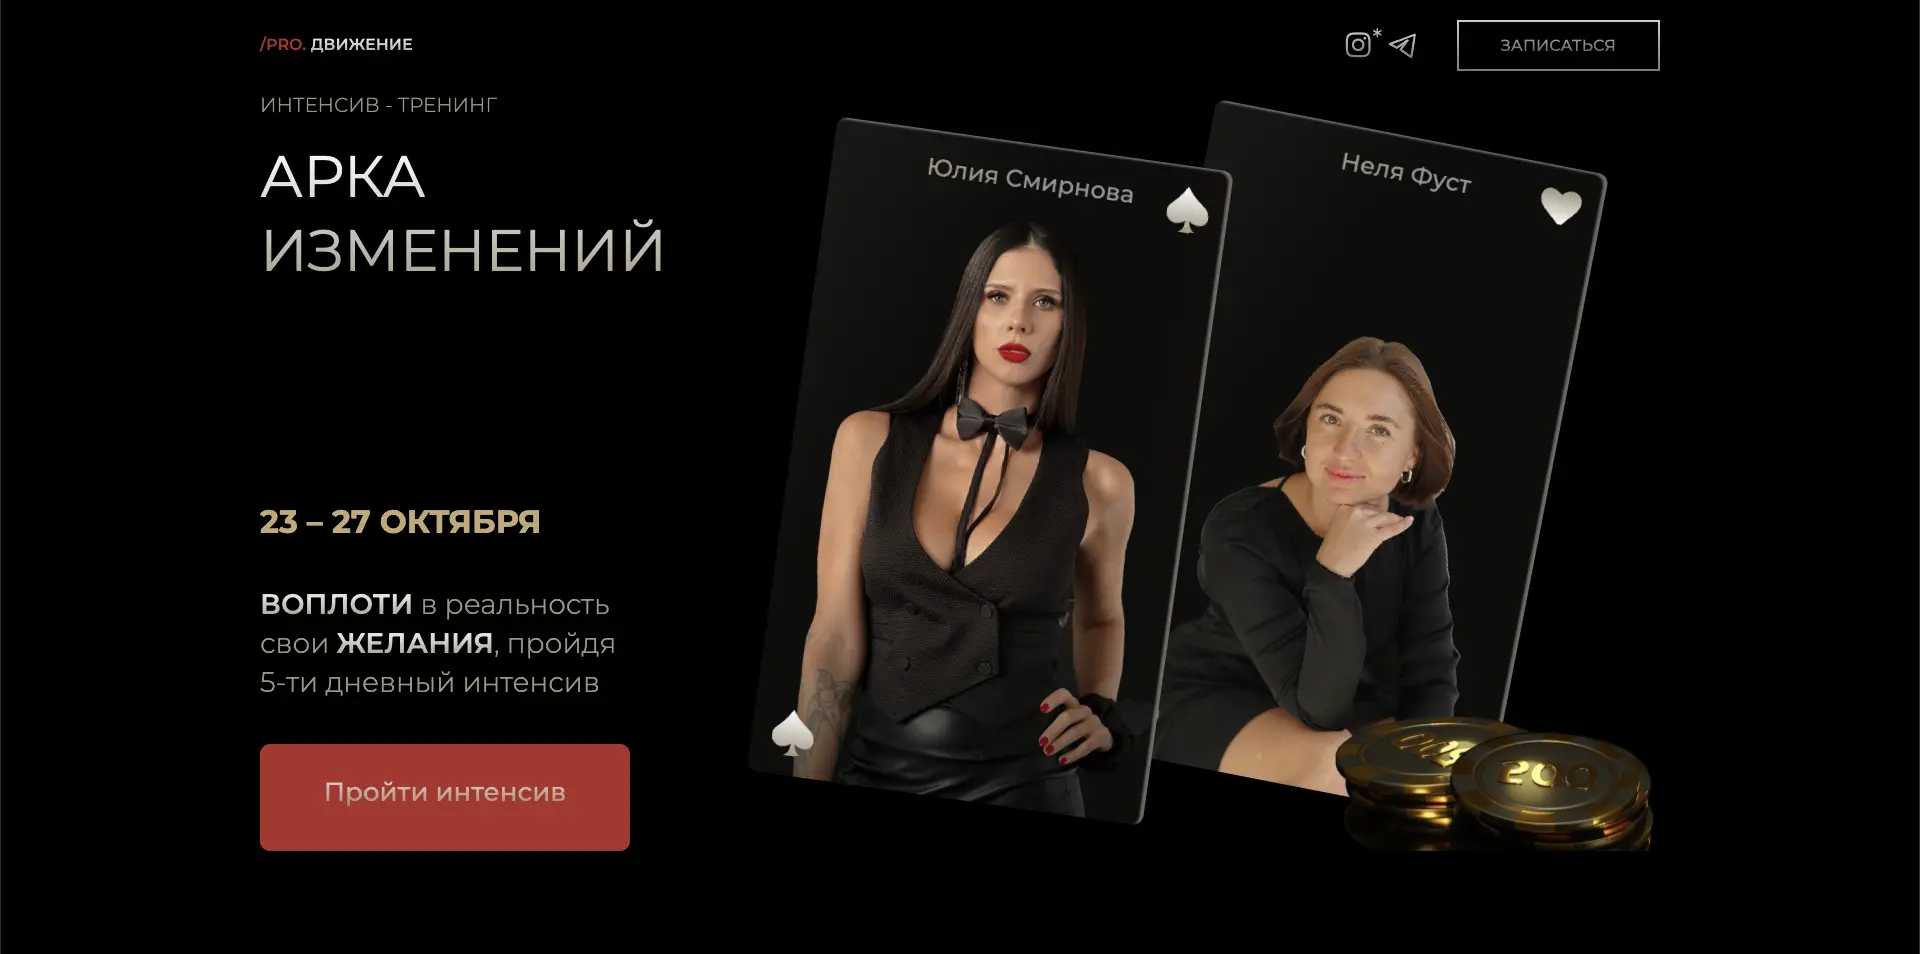 /PRO. ДВИЖЕНИЕ
*
ЗАПИСАТЬСЯ
ИНТЕНСИВ - ТРЕНИНГ
АРКА
ИЗМЕНЕНИЙ
Юлия Смирнова
Неля Фуст
23 – 27 ОКТЯБРЯ
ВОПЛОТИ в реальность
свои ЖЕЛАНИЯ, пройдя
5-ти дневный интенсив
Пройти интенсив
200
200